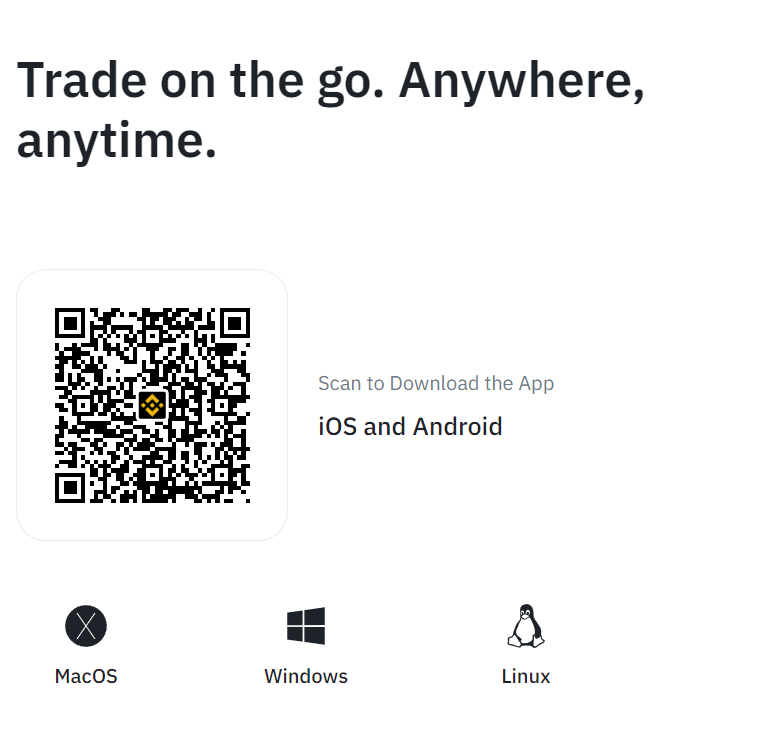 Trade on the go. Anywhere,
anytime.
Scan to Download the App
iOS and Android
MacOS
Windows
Linux